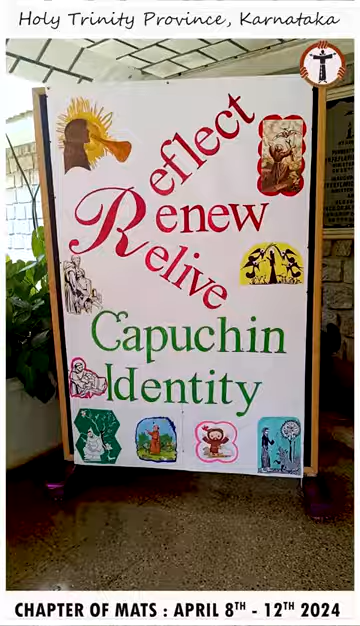 Holy Trinity Province, Karnataka
Reflect
Renew
Relive
Capuchin
Identity
CHAPTER OF MATS : APRIL 8TH - 12TH 2024